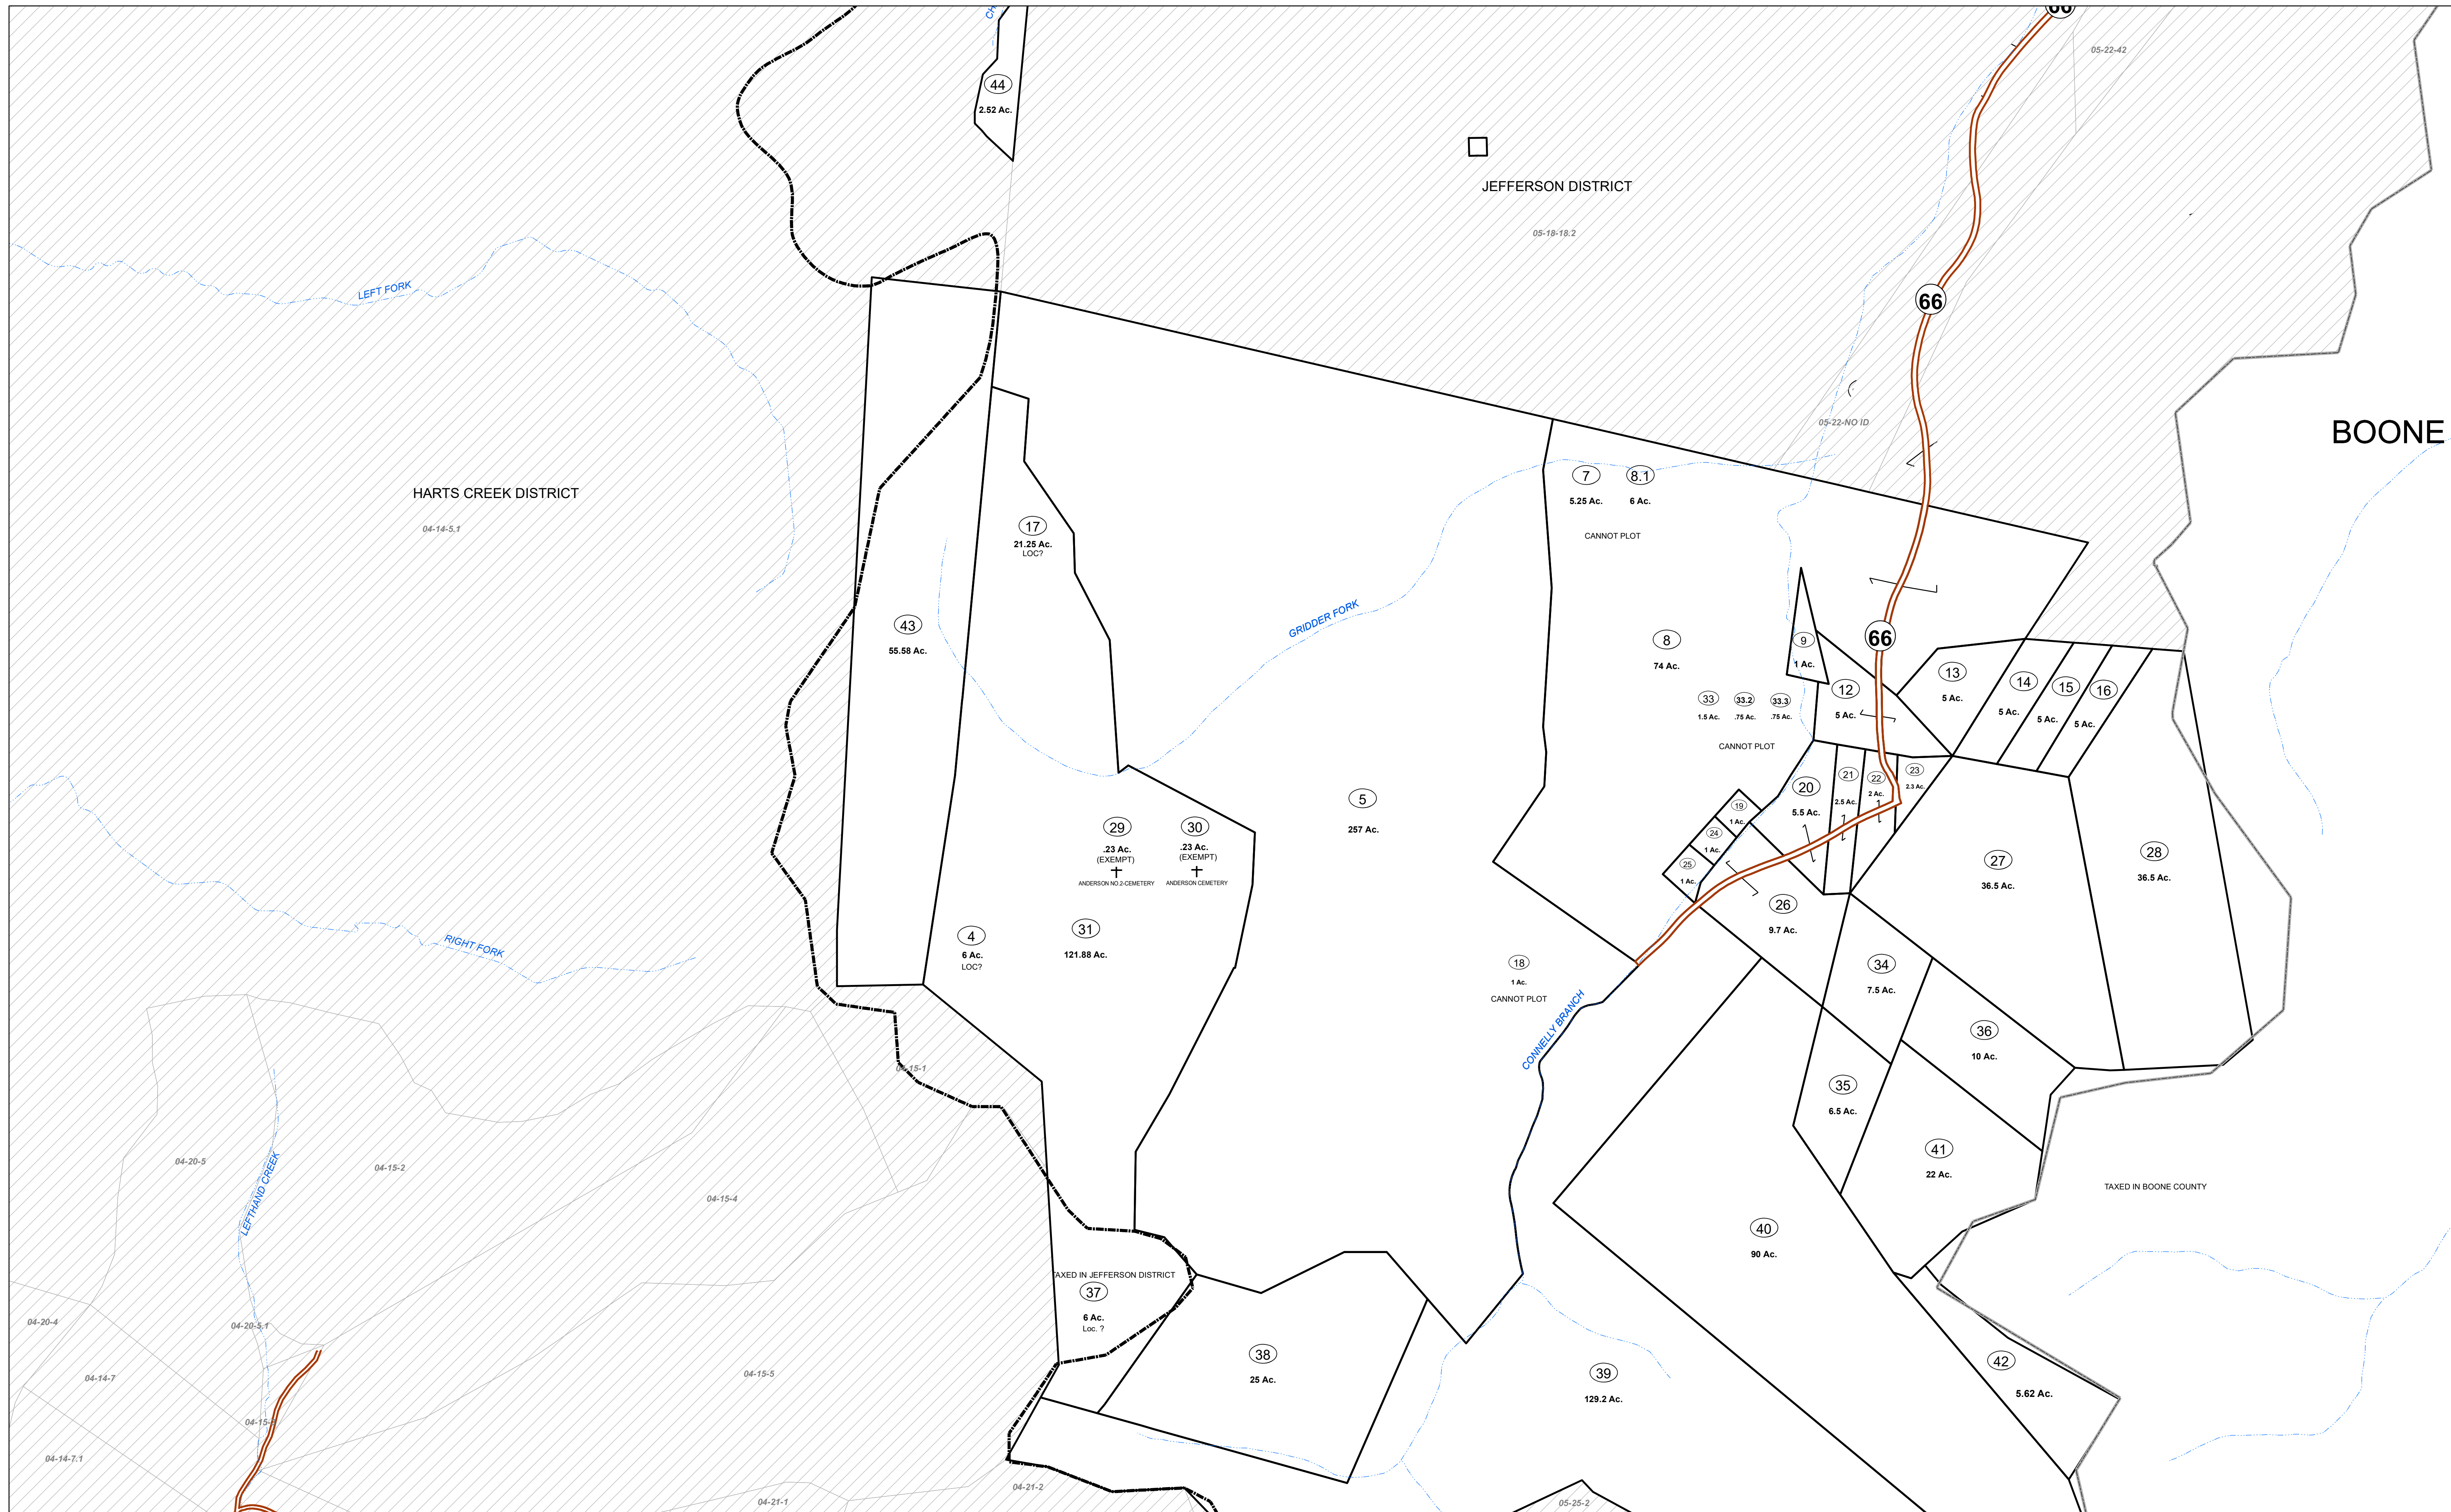 66
05-22-42
44
2.52 Ac.
JEFFERSON DISTRICT
05-18-18.2
LEFT FORK
66
05-22-NO ID
BOONE
HARTS CREEK DISTRICT
04-14-5.1
7
5.25 Ac.
8.1
6 Ac.
CANNOT PLOT
17
21.25 Ac.
LOC?
43
55.58 Ac.
GRIDDER FORK
8
74 Ac.
9
1 Ac.
66
12
5 Ac.
13
5 Ac.
14
5 Ac.
15
5 Ac.
16
5 Ac.
33
1.5 Ac.
33.2
.75 Ac.
33.3
.75 Ac.
CANNOT PLOT
19
1 Ac.
20
5.5 Ac.
21
2.5 Ac.
22
2 Ac.
23
2.3 Ac.
24
1 Ac.
25
1 Ac.
5
257 Ac.
29
.23 Ac.
(EXEMPT)
ANDERSON NO.2-CEMETERY
30
.23 Ac.
(EXEMPT)
ANDERSON CEMETERY
27
36.5 Ac.
28
36.5 Ac.
26
9.7 Ac.
RIGHT FORK
4
6 Ac.
LOC?
31
121.88 Ac.
18
1 Ac.
CANNOT PLOT
34
7.5 Ac.
CONNELLY BRANCH
36
10 Ac.
04-15-1
35
6.5 Ac.
04-20-5
04-15-2
LEFTHAND CREEK
04-15-4
41
22 Ac.
TAXED IN BOONE COUNTY
40
90 Ac.
TAXED IN JEFFERSON DISTRICT
37
6 Ac.
Loc. ?
04-20-4
04-20-5.1
38
25 Ac.
39
129.2 Ac.
42
5.62 Ac.
04-14-7
04-15-5
04-14-7.1
04-21-1
04-21-2
05-25-2